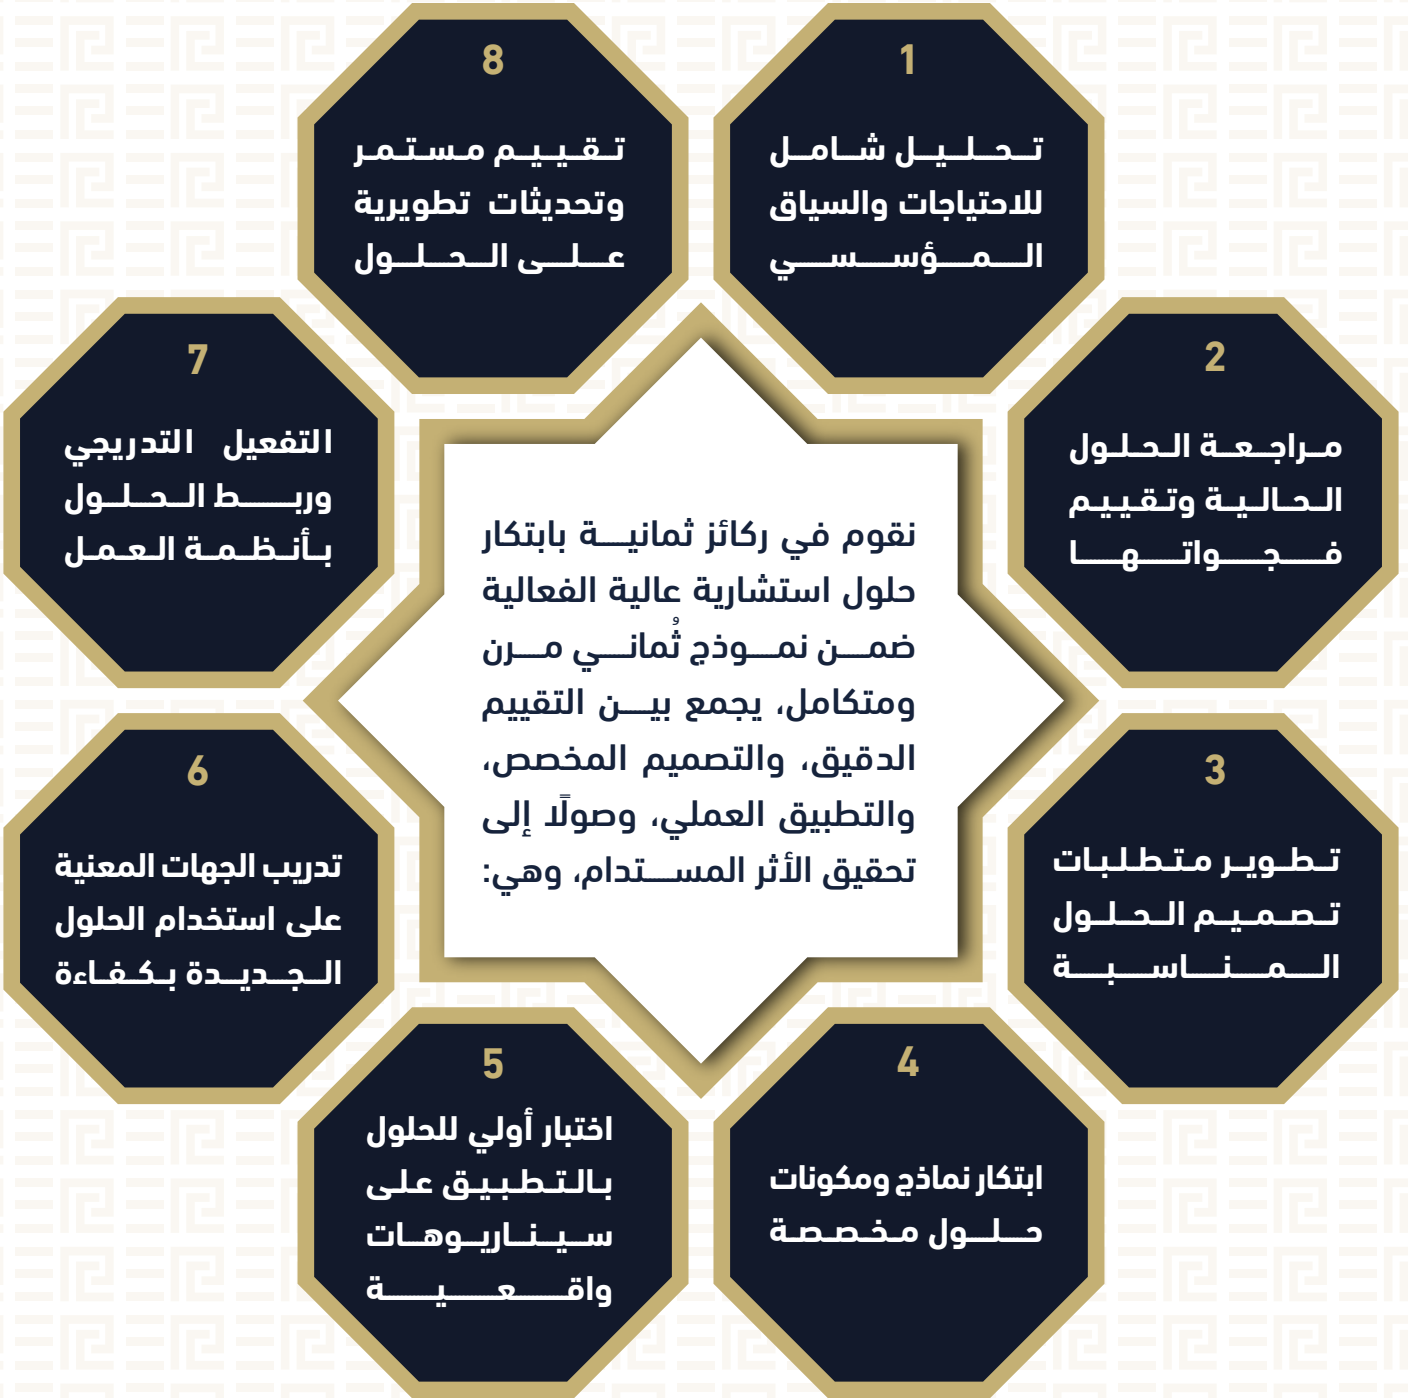 نقوم في ركائز ثمانية بابتكار
حلول استشارية عالية الفعالية
ضمن نموذج ثُماني مرن
ومتكامل، يجمع بين التقييم
الدقيق، والتصميم المخصص،
والتطبيق العملي، وصولًا إلى
تحقيق الأثر المستدام، وهي:
1
تحليل شامل
للاحتياجات والسياق
المؤسسي
2
مراجعة الحلول
الحالية وتقييم
فجواتها
3
تطوير متطلبات
تصميم الحلول
المناسبة
4
ابتكار نماذج ومكونات
حلول مخصصة
5
اختبار أولي للحلول
بالتطبيق على
سيناريوهات
واقعية
6
تدريب الجهات المعنية
على استخدام الحلول
الجديدة بكفاءة
7
التفعيل التدريجي
وربط الحلول
بأنظمة العمل
8
تقييم مستمر
وتحديثات تطويرية
على الحلول